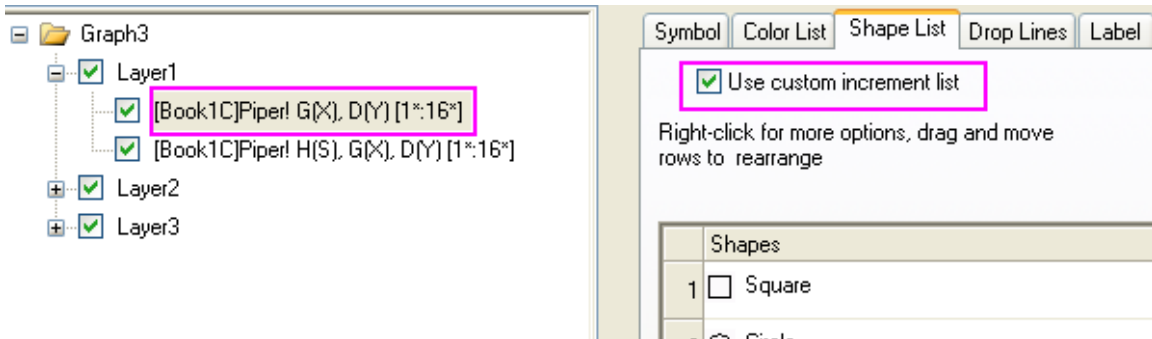 Graph3
Layer1
[Book1C]Piper! G(X), D(Y) [1*:16*]
[Book1C]Piper! H(S), G(X), D(Y) [1*:16*]
Layer2
Layer3
Symbol Color List Shape List Drop Lines Label
Use custom increment list
Right-click for more options, drag and move
rows to rearrange
Shapes
1 Square
Circle